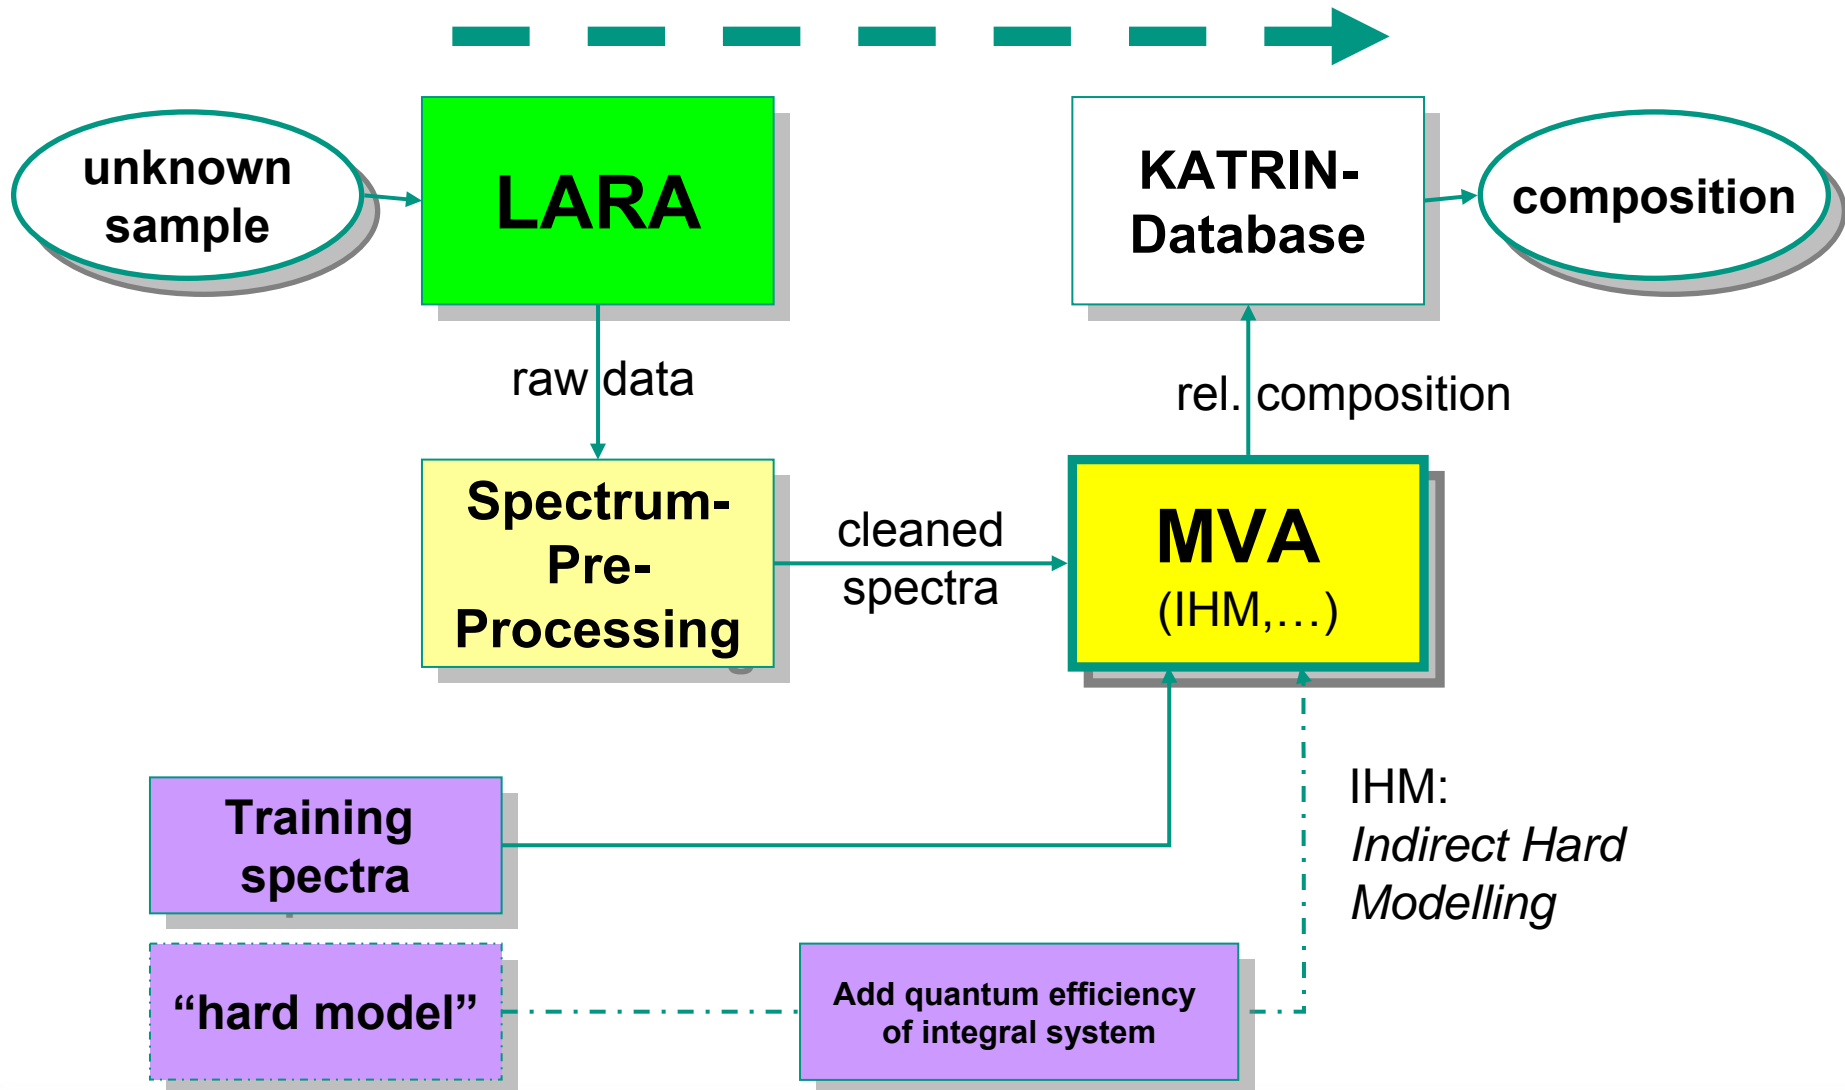 unknown
sample
LARA
KATRIN-
Database
composition
raw data
rel. composition
Spectrum-
Pre-
Processing
cleaned
spectra
MVA
(IHM,…)
Training
spectra
IHM:
Indirect Hard
Modelling
“hard model”
Add quantum efficiency
of integral system